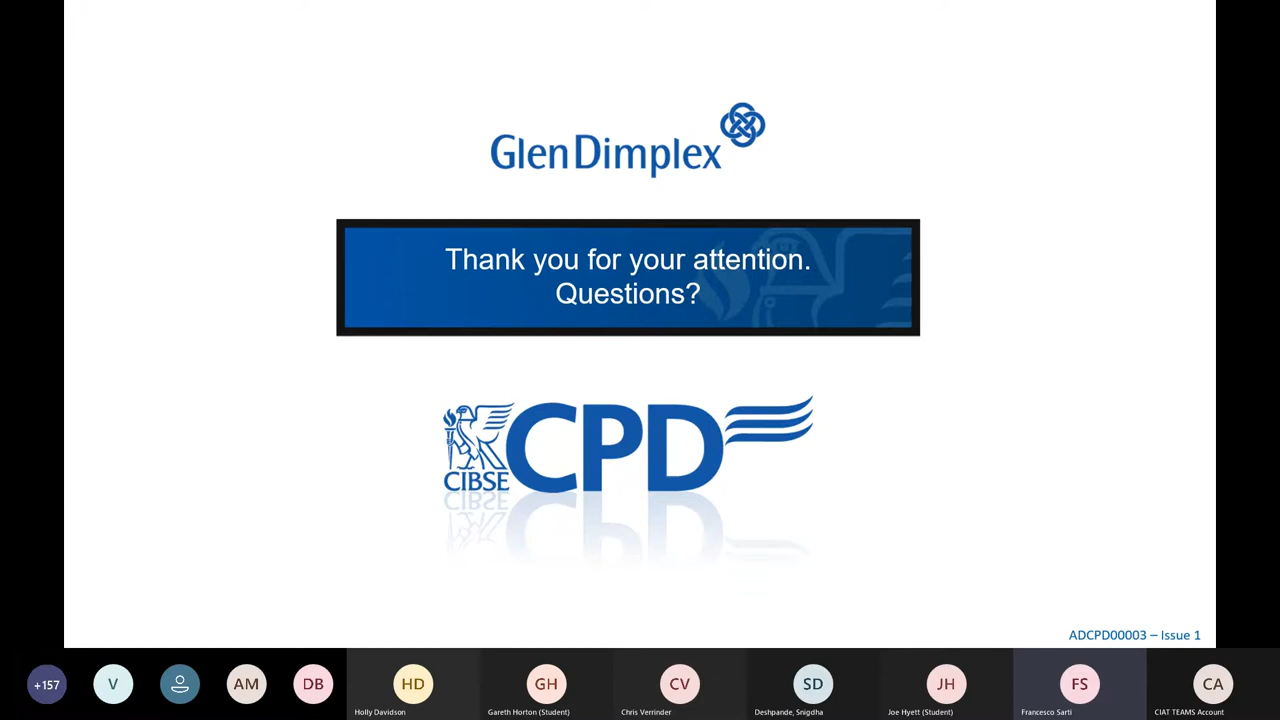 GlenDimplex
Thank you for your attention.
Questions?
CIBSE CPD
ADCPD00003 – Issue 1
+157
V
AM
DB
HD
GH
CV
SD
JH
FS
CA
Holly Davidson
Gareth Horton (Student)
Chris Verrinder
Deshpande, Snigdha
Joe Hyett (Student)
Francesco Sarti
CIAT TEAMS Account